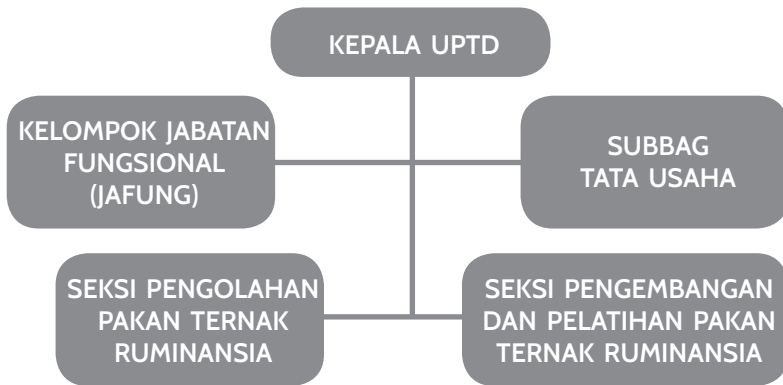 KEPALA UPTD
KELOMPOK JABATAN
FUNGSIONAL
(JAFUNG)
SUBBAG
TATA USAHA
SEKSI PENGOLAHAN
PAKAN TERNAK
RUMINANSIA
SEKSI PENGEMBANGAN
DAN PELATIHAN PAKAN
TERNAK RUMINANSIA